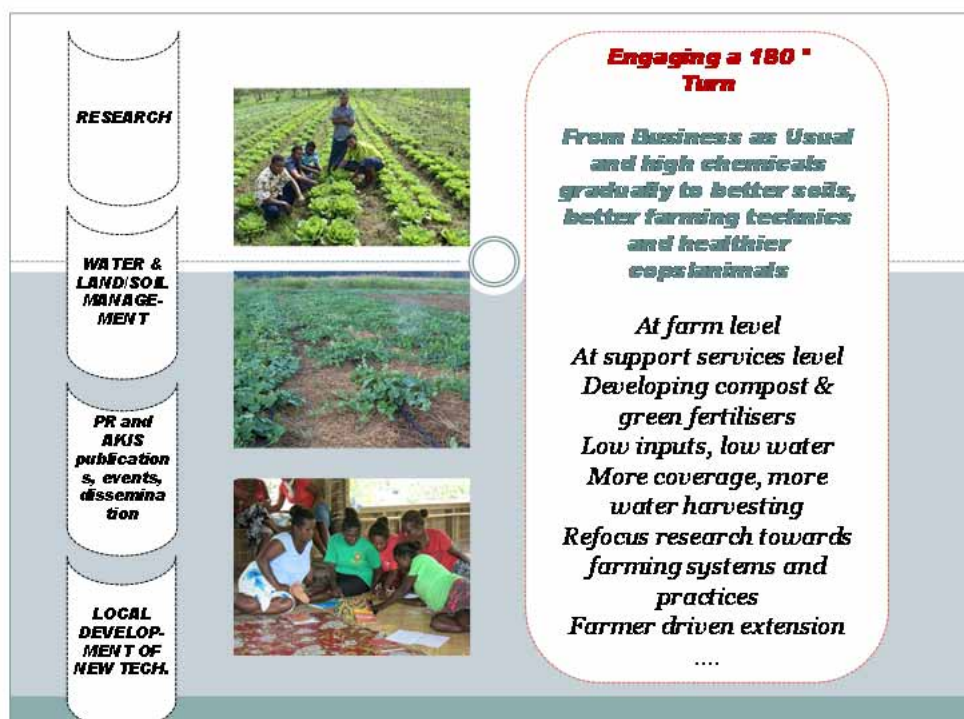 RESEARCH
WATER &
LAND/SOIL
MANAGE-
MENT
PR and
AKIS
publication
s, events,
dissemina
tion
LOCAL
DEVELOP-
MENT OF
NEW TECH.
Engaging a 180 °
Turn
From Business as Usual
and high chemicals
gradually to better soils,
better farming technics
and healthier
cops/animals
At farm level
At support services level
Developing compost &
green fertilisers
Low inputs, low water
More coverage, more
water harvesting
Refocus research towards
farming systems and
practices
Farmer driven extension
....